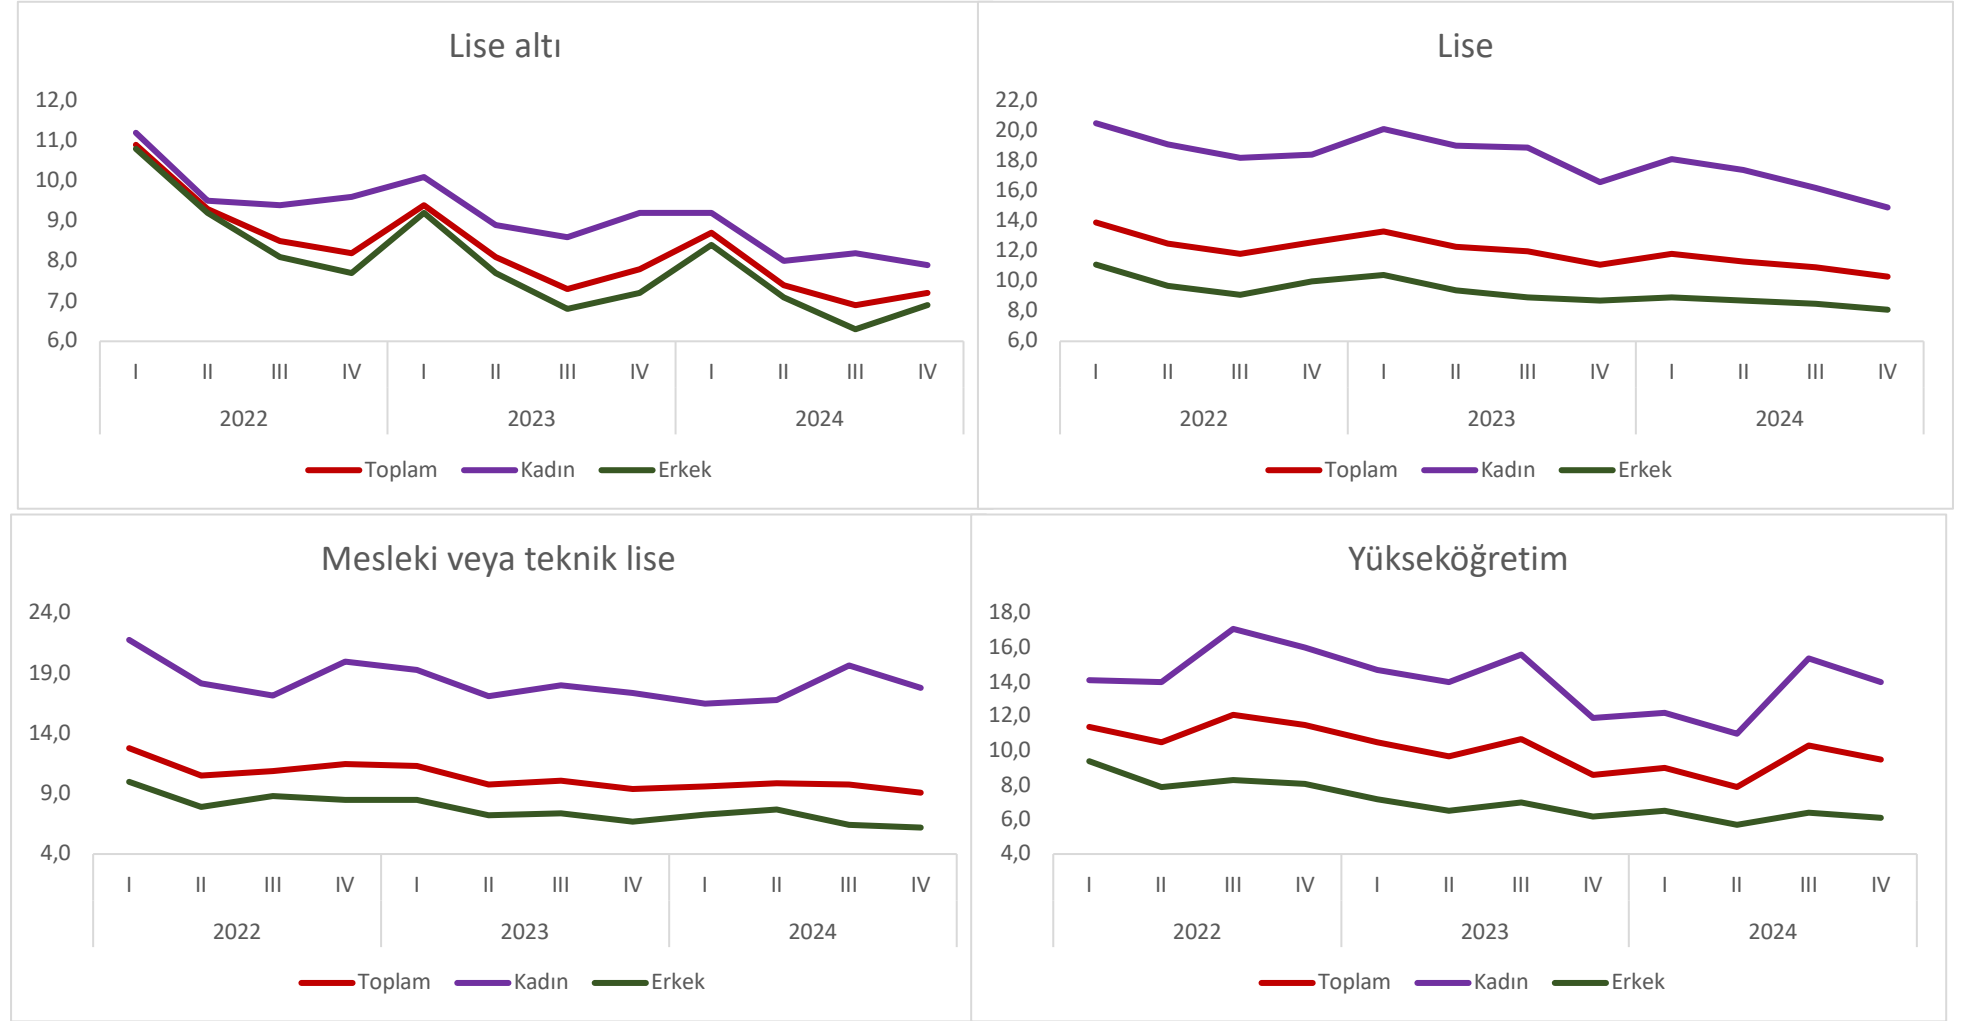 Lise altı
12,0
11,0
10,0
9,0
8,0
7,0
6,0
I II III IV I II III IV I II III IV
2022 2023 2024
Toplam Kadın Erkek
Lise
22,0
20,0
18,0
16,0
14,0
12,0
10,0
8,0
6,0
I II III IV I II III IV I II III IV
2022 2023 2024
Toplam Kadın Erkek
Mesleki veya teknik lise
24,0
19,0
14,0
9,0
4,0
I II III IV I II III IV I II III IV
2022 2023 2024
Toplam Kadın Erkek
Yükseköğretim
18,0
16,0
14,0
12,0
10,0
8,0
6,0
4,0
I II III IV I II III IV I II III IV
2022 2023 2024
Toplam Kadın Erkek